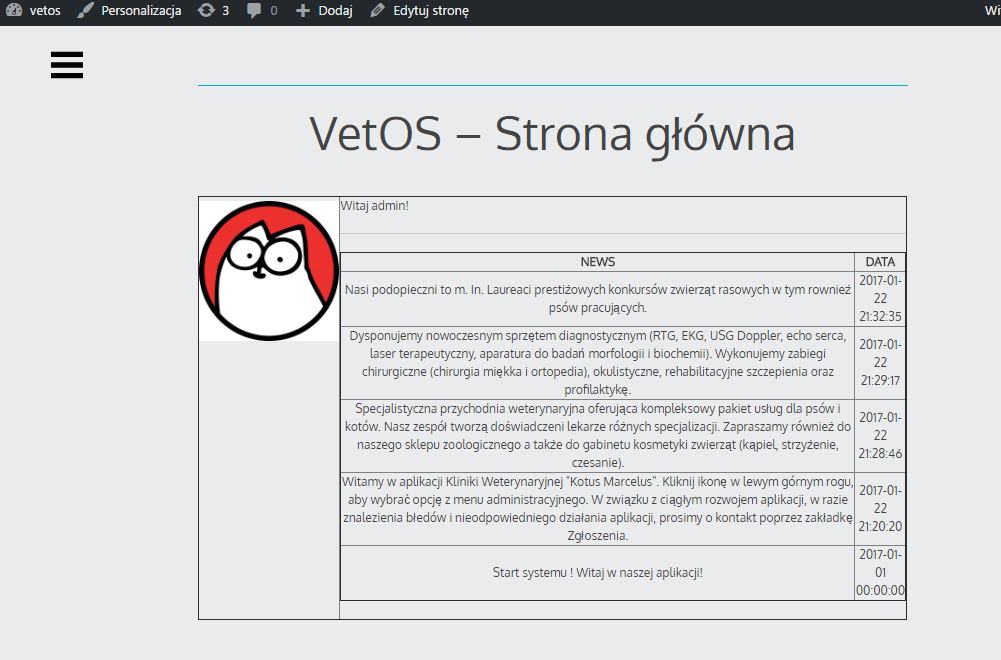 vetos Personalizacja 3 0 Dodaj Edytuj stronę Wi
VetOS – Strona główna
Witaj admin!
NEWS DATA
Nasi podopieczni to m. In. Laureaci prestiżowych konkursów zwierząt rasowych w tym rownież
psów pracujących.
2017-01-
22
21:32:35
Dysponujemy nowoczesnym sprzętem diagnostycznym (RTG, EKG, USG Doppler, echo serca,
laser terapeutyczny, aparatura do badań morfologii i biochemii). Wykonujemy zabiegi
chirurgiczne (chirurgia miękka i ortopedia), okulistyczne, rehabilitacyjne szczepienia oraz
profilaktykę.
2017-01-
22
21:29:17
Specjalistyczna przychodnia weterynaryjna oferująca kompleksowy pakiet usług dla psów i
kotów. Nasz zespół tworzą doświadczeni lekarze różnych specjalizacji. Zapraszamy również do
naszego sklepu zoologicznego a także do gabinetu kosmetyki zwierząt (kąpiel, strzyżenie,
czesanie).
2017-01-
22
21:28:46
Witamy w aplikacji Kliniki Weterynaryjnej "Kotus Marcelus". Kliknij ikonę w lewym górnym rogu,
aby wybrać opcję z menu administracyjnego. W związku z ciągłym rozwojem aplikacji, w razie
znalezienia błedów i nieodpowiedniego działania aplikacji, prosimy o kontakt poprzez zakładkę
Zgłoszenia.
2017-01-
22
21:20:20
Start systemu ! Witaj w naszej aplikacji!
2017-01-
01
00:00:00